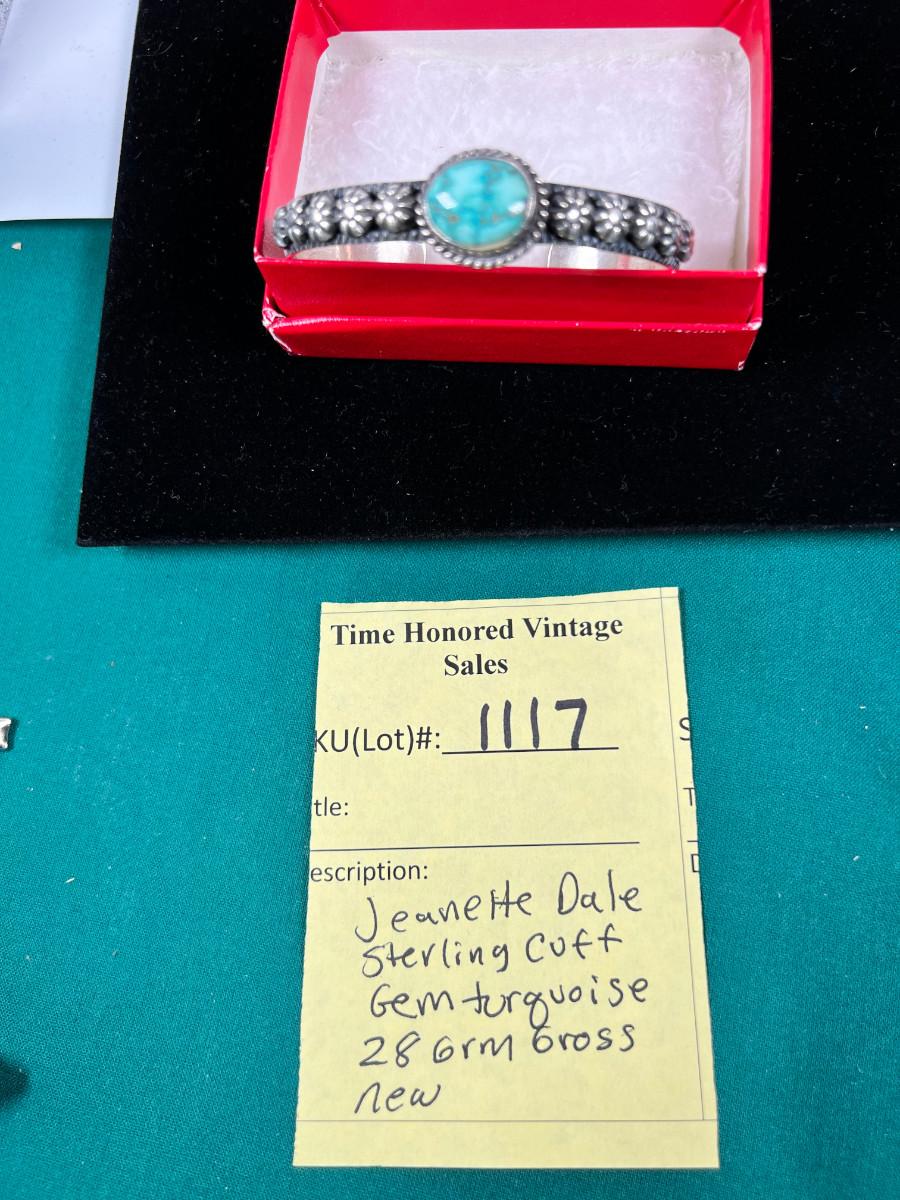 Time Honored Vintage
Sales
KU(Lot)#: 1117
tle:
escription:
Jeanette Dale
Sterling Cuff
Gem turquoise
28 Grm Gross
new
S
T
D